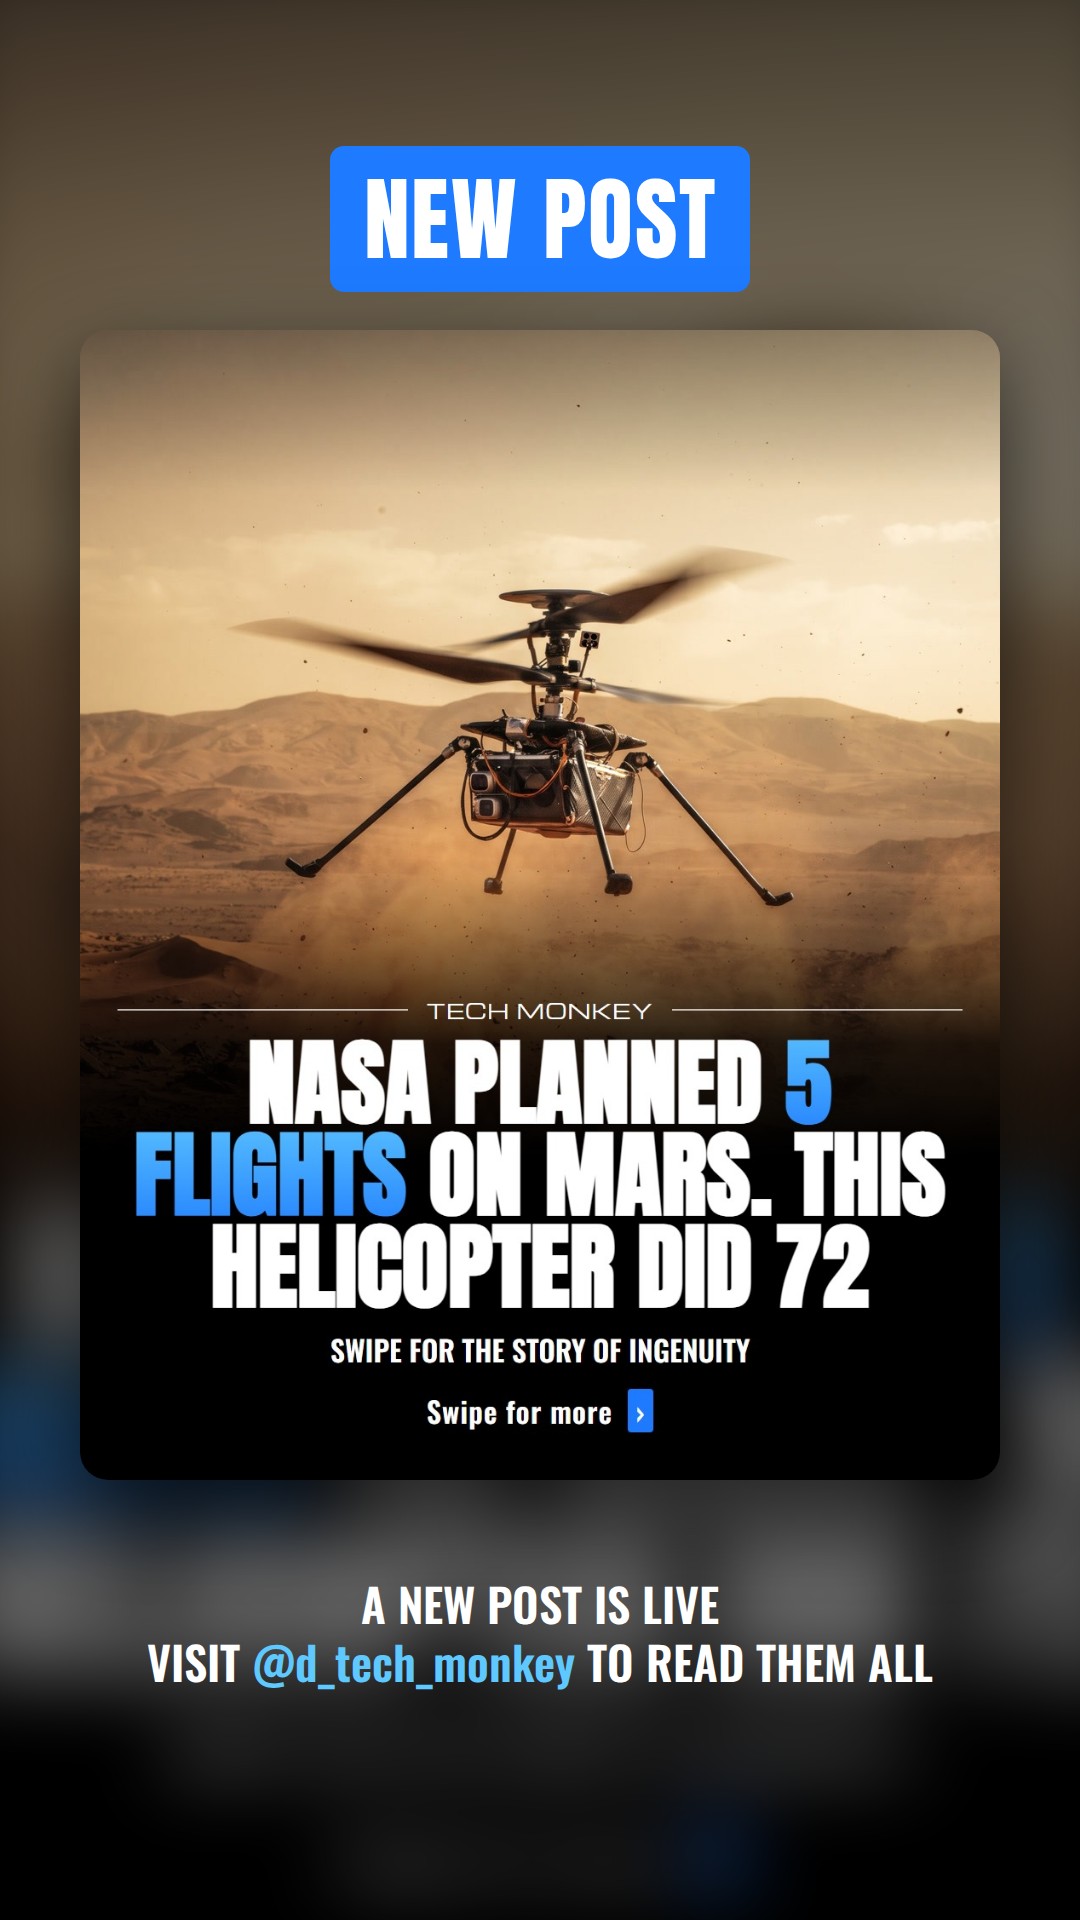 NEW POST
TECH MONKEY
NASA PLANNED 5
FLIGHTS ON MARS. THIS
HELICOPTER DID 72
SWIPE FOR THE STORY OF INGENUITY
Swipe for more ›
A NEW POST IS LIVE
VISIT @d_tech_monkey TO READ THEM ALL